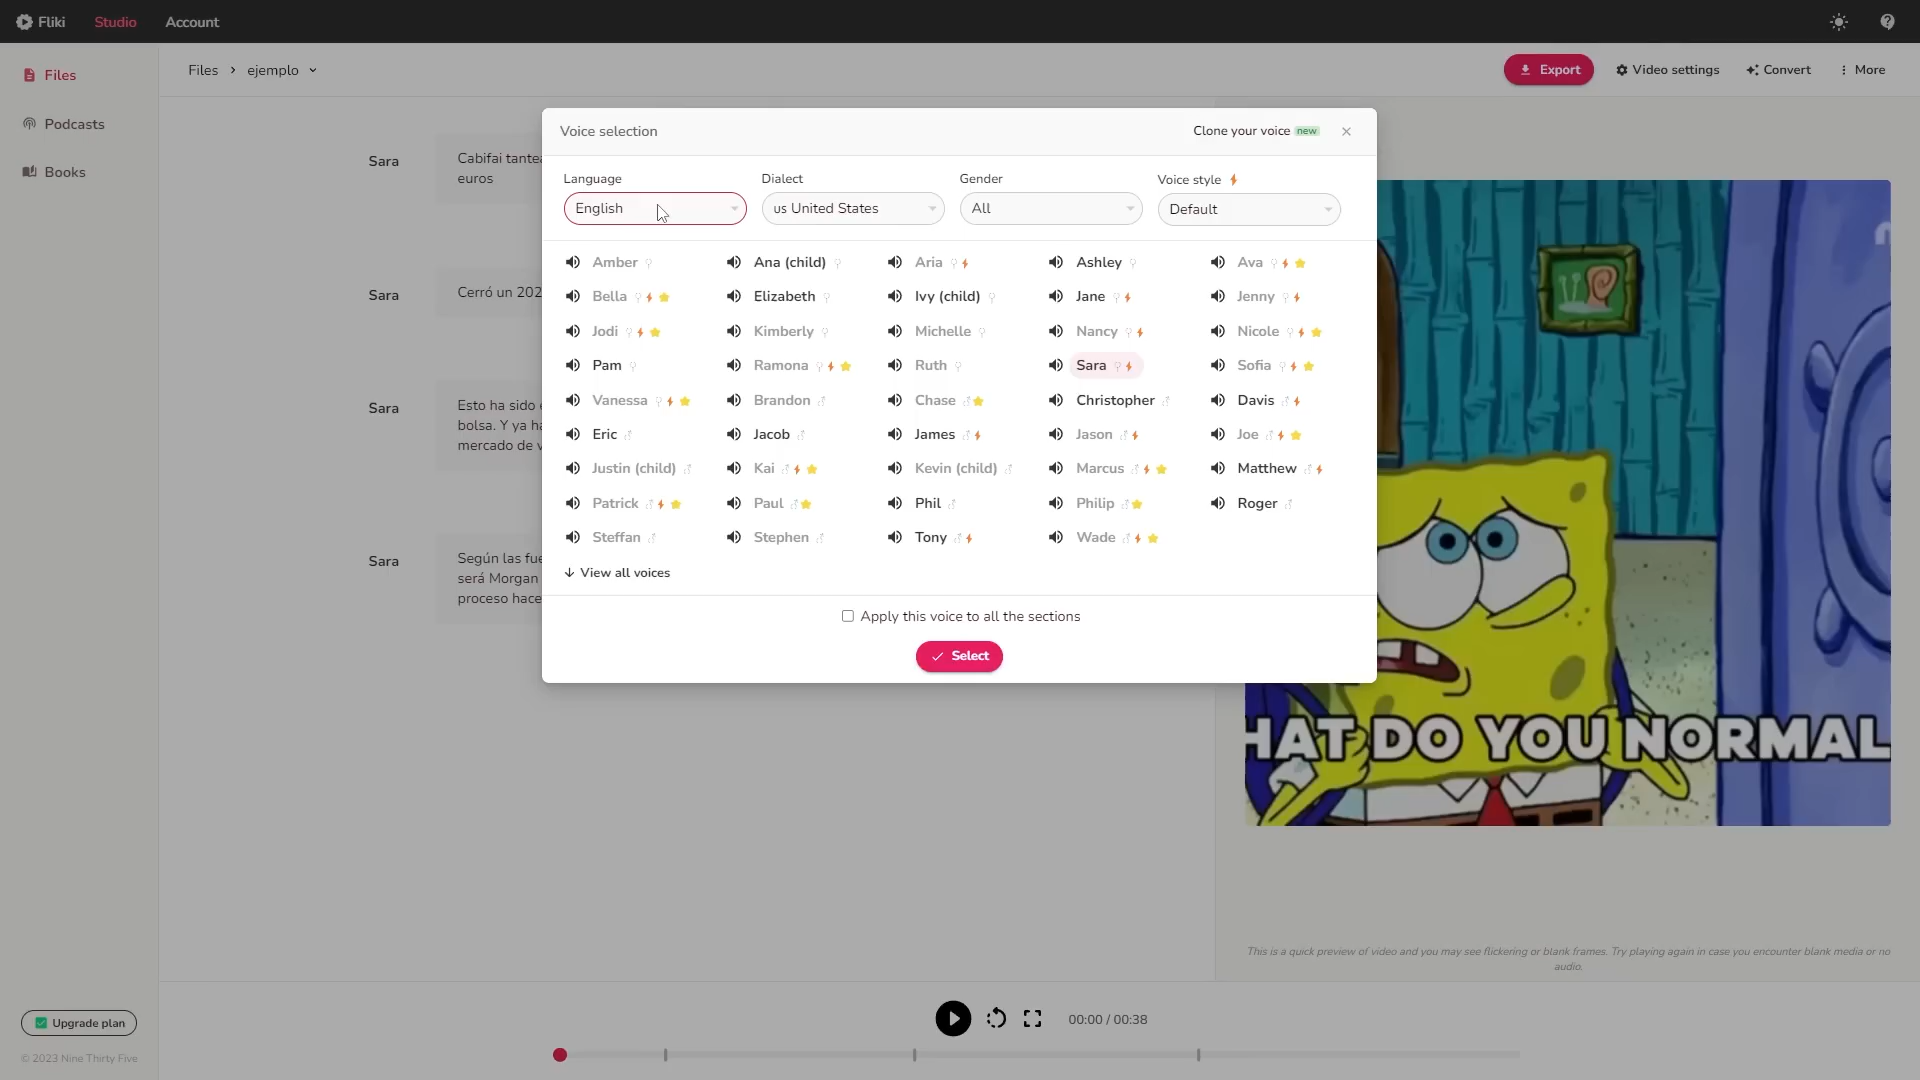 Fliki
Studio
Account
Files
Podcasts
Books
Files > ejemplo
Export
Video settings
Convert
More
Sara
Cabifai tantea
euros
Sara
Cerró un 202
Sara
Esto ha sido
bolsa. Y ya ha
mercado de v
Sara
Según las fue
será Morgan
proceso hace
Voice selection
Clone your voice new
Language
Dialect
Gender
Voice style
English
us United States
All
Default
Amber
Ana (child)
Aria
Ashley
Ava
Bella
Elizabeth
Ivy (child)
Jane
Jenny
Jodi
Kimberly
Michelle
Nancy
Nicole
Pam
Ramona
Ruth
Sara
Sofia
Vanessa
Brandon
Chase
Christopher
Davis
Eric
Jacob
James
Jason
Joe
Justin (child)
Kai
Kevin (child)
Marcus
Matthew
Patrick
Paul
Phil
Philip
Roger
Steffan
Stephen
Tony
Wade
View all voices
Apply this voice to all the sections
Select
HAT DO YOU NORMAL
This is a quick preview of video and you may see flickering or blank frames. Try playing again in case you encounter blank media or no
audio.
00:00 / 00:38
Upgrade plan
© 2023 Nine Thirty Five